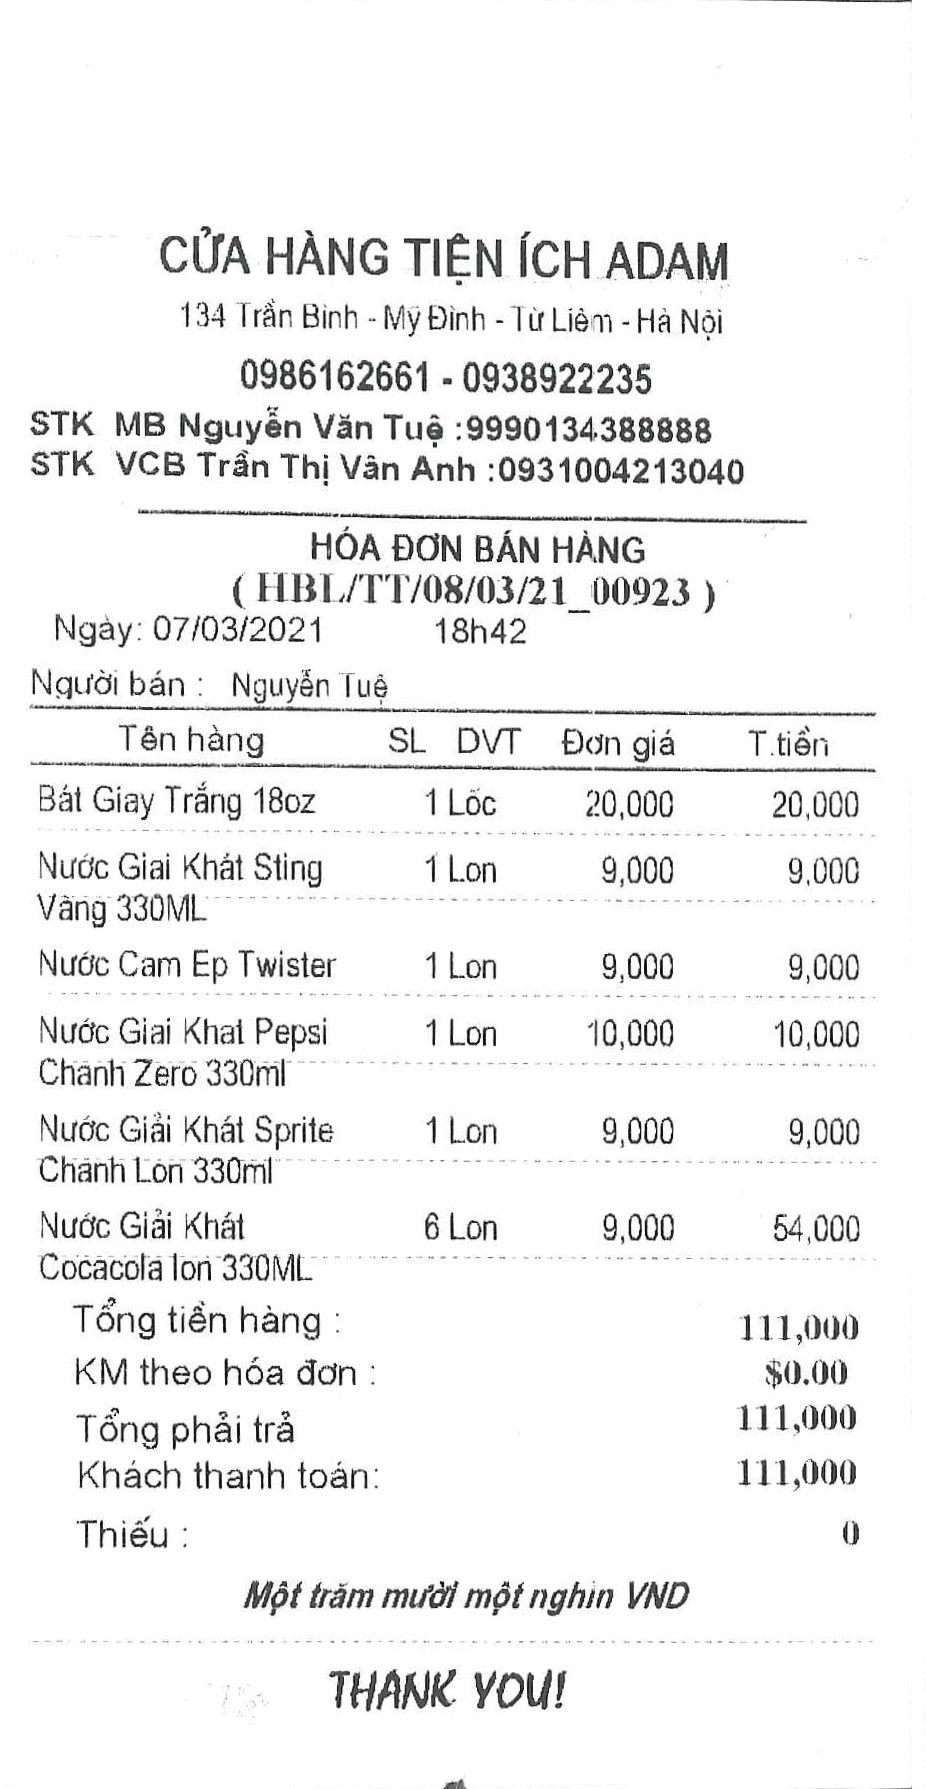 CỬA HÀNG TIỆN ÍCH ADAM
134 Trần Bình - Mỹ Đình - Từ Liêm - Hà Nội
0986162661 - 0938922235
STK MB Nguyễn Văn Tuệ :9990134388888
STK VCB Trần Thị Vân Anh :0931004213040
HÓA ĐƠN BÁN HÀNG
( HBL/TT/08/03/21_00923 )
Ngày: 07/03/2021 18h42
Người bán : Nguyễn Tuệ
Tên hàng SL DVT Đơn giá T.tiền
Bát Giay Trắng 18oz 1 Lốc 20,000 20,000
Nước Giai Khát Sting 1 Lon 9,000 9,000
Vàng 330ML
Nước Cam Ep Twister 1 Lon 9,000 9,000
Nước Giai Khat Pepsi 1 Lon 10,000 10,000
Chanh Zero 330ml
Nước Giải Khát Sprite 1 Lon 9,000 9,000
Chanh Lon 330ml
Nước Giải Khát 6 Lon 9,000 54,000
Cocacola lon 330ML
Tổng tiền hàng : 111,000
KM theo hóa đơn : $0.00
Tổng phải trả 111,000
Khách thanh toán: 111,000
Thiếu : 0
Một trăm mười một nghìn VND
THANK YOU!